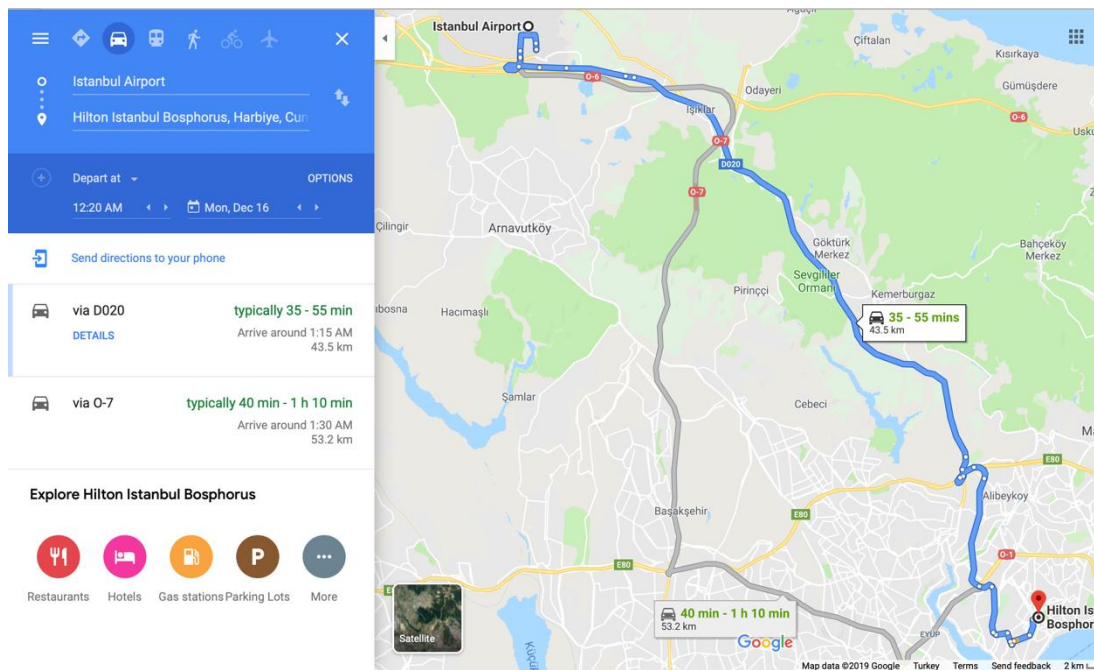 Istanbul Airport
Hilton Istanbul Bosphorus, Harbiye, Cun
Depart at
OPTIONS
12:20 AM
Mon, Dec 16
Send directions to your phone
via D020
typically 35 - 55 min
DETAILS
Arrive around 1:15 AM
43.5 km
via O-7
typically 40 min - 1 h 10 min
Arrive around 1:30 AM
53.2 km
Explore Hilton Istanbul Bosphorus
P
Restaurants
Hotels
Gas stations
Parking Lots
More
Istanbul Airport
Çiftalan
Kısırkaya
Gümüşdere
O-6
Odayeri
Işıklar
O-6
O-7
D020
O-7
Çilingir
Arnavutköy
Göktürk
Merkez
Bahçeköy
Merkez
Sevgililer
Ormanı
Pirinççi
Kemerburgaz
Hacımaşlı
35 - 55 mins
43.5 km
Şamlar
Cebeci
E80
Alibeyköy
Başakşehir
E80
E80
O-1
40 min - 1 h 10 min
53.2 km
Hilton Is
Bosphor
EYÜP
Satellite
Google
Map data ©2019 Google
Turkey
Terms
Send feedback
2 km